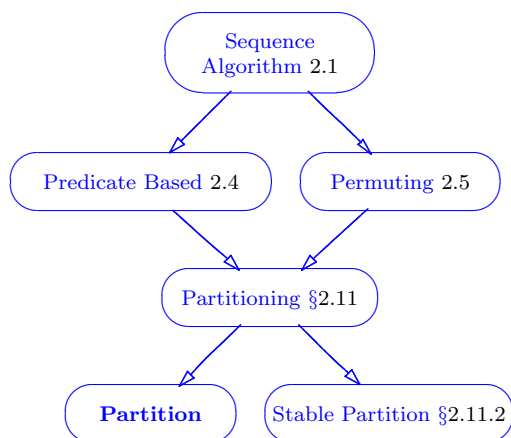 Sequence
Algorithm 2.1
Predicate Based 2.4
Permuting 2.5
Partitioning §2.11
Partition
Stable Partition §2.11.2